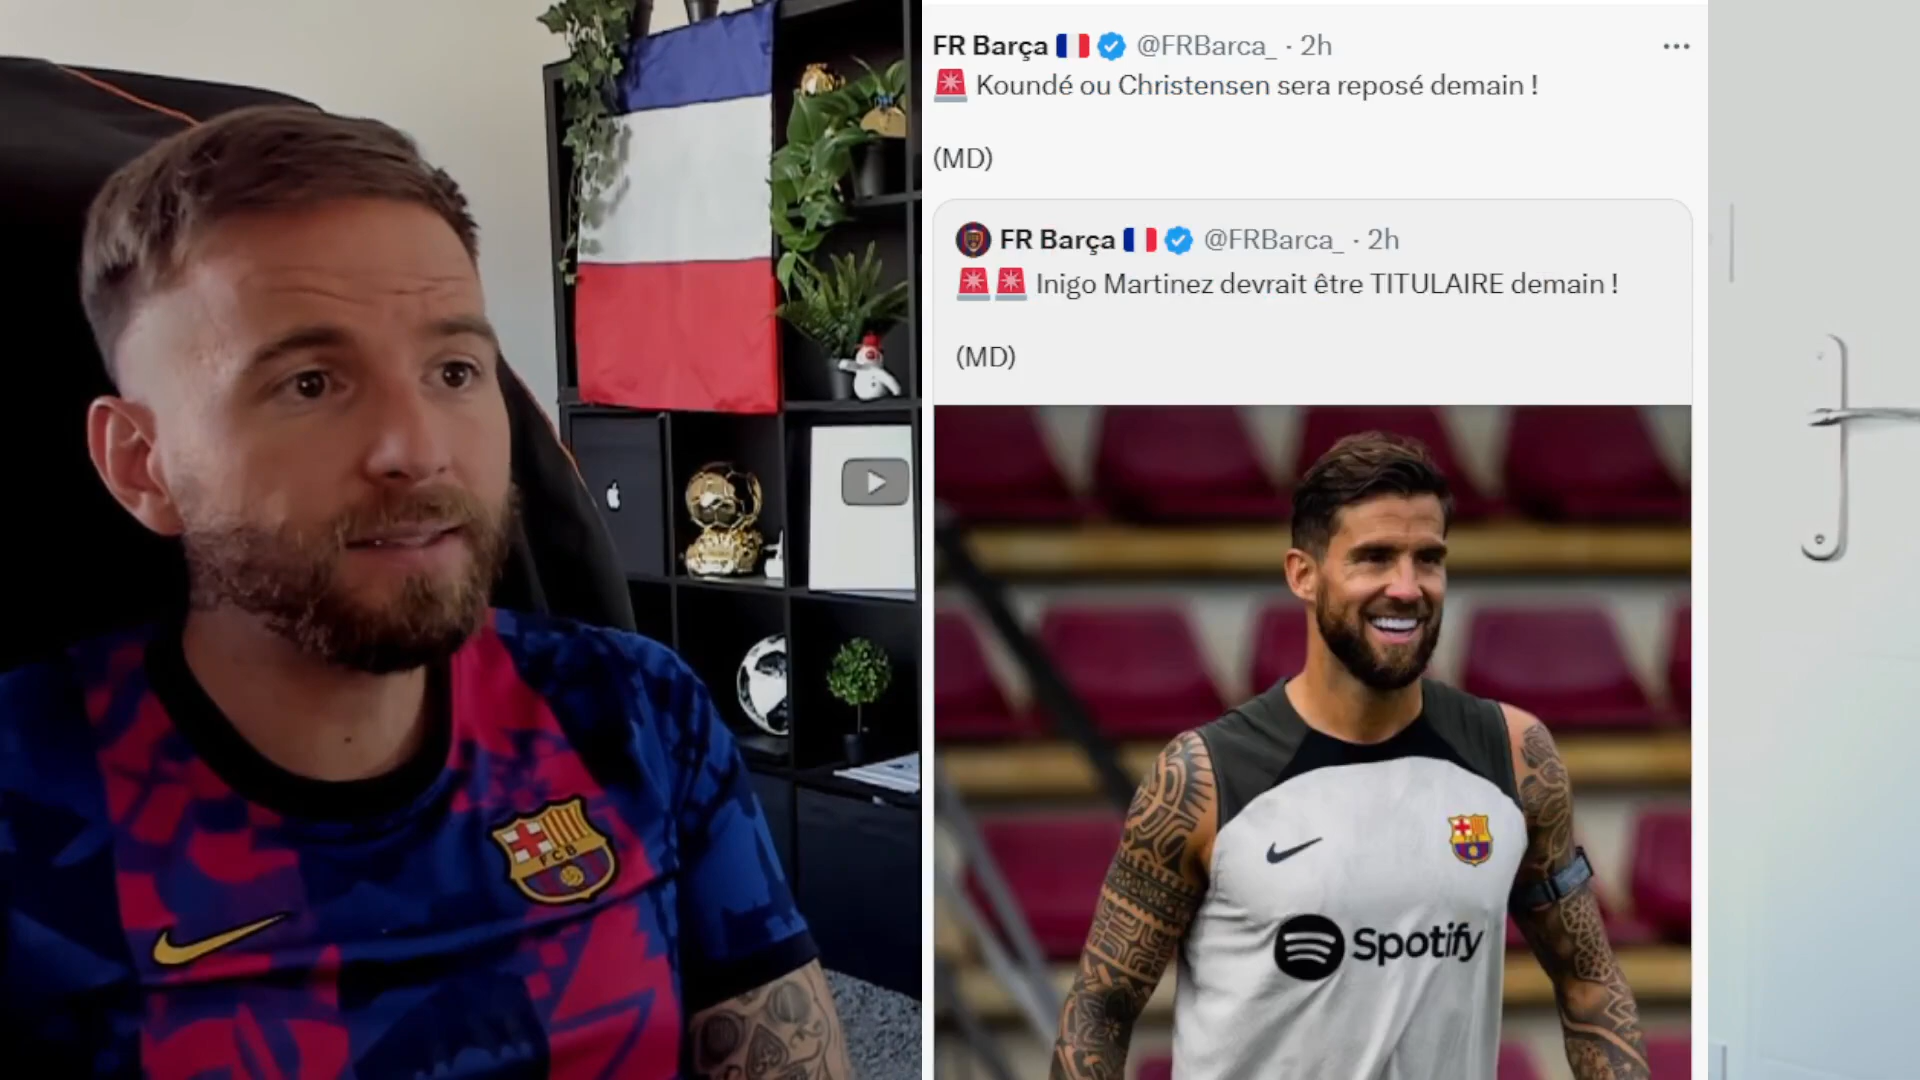 FR Barça 🇫🇷 @FRBarca_ · 2h
🚨 Koundé ou Christensen sera reposé demain !
(MD)
FR Barça 🇫🇷 @FRBarca_ · 2h
🚨🚨 Inigo Martinez devrait être TITULAIRE demain !
(MD)
Spotify
FCB